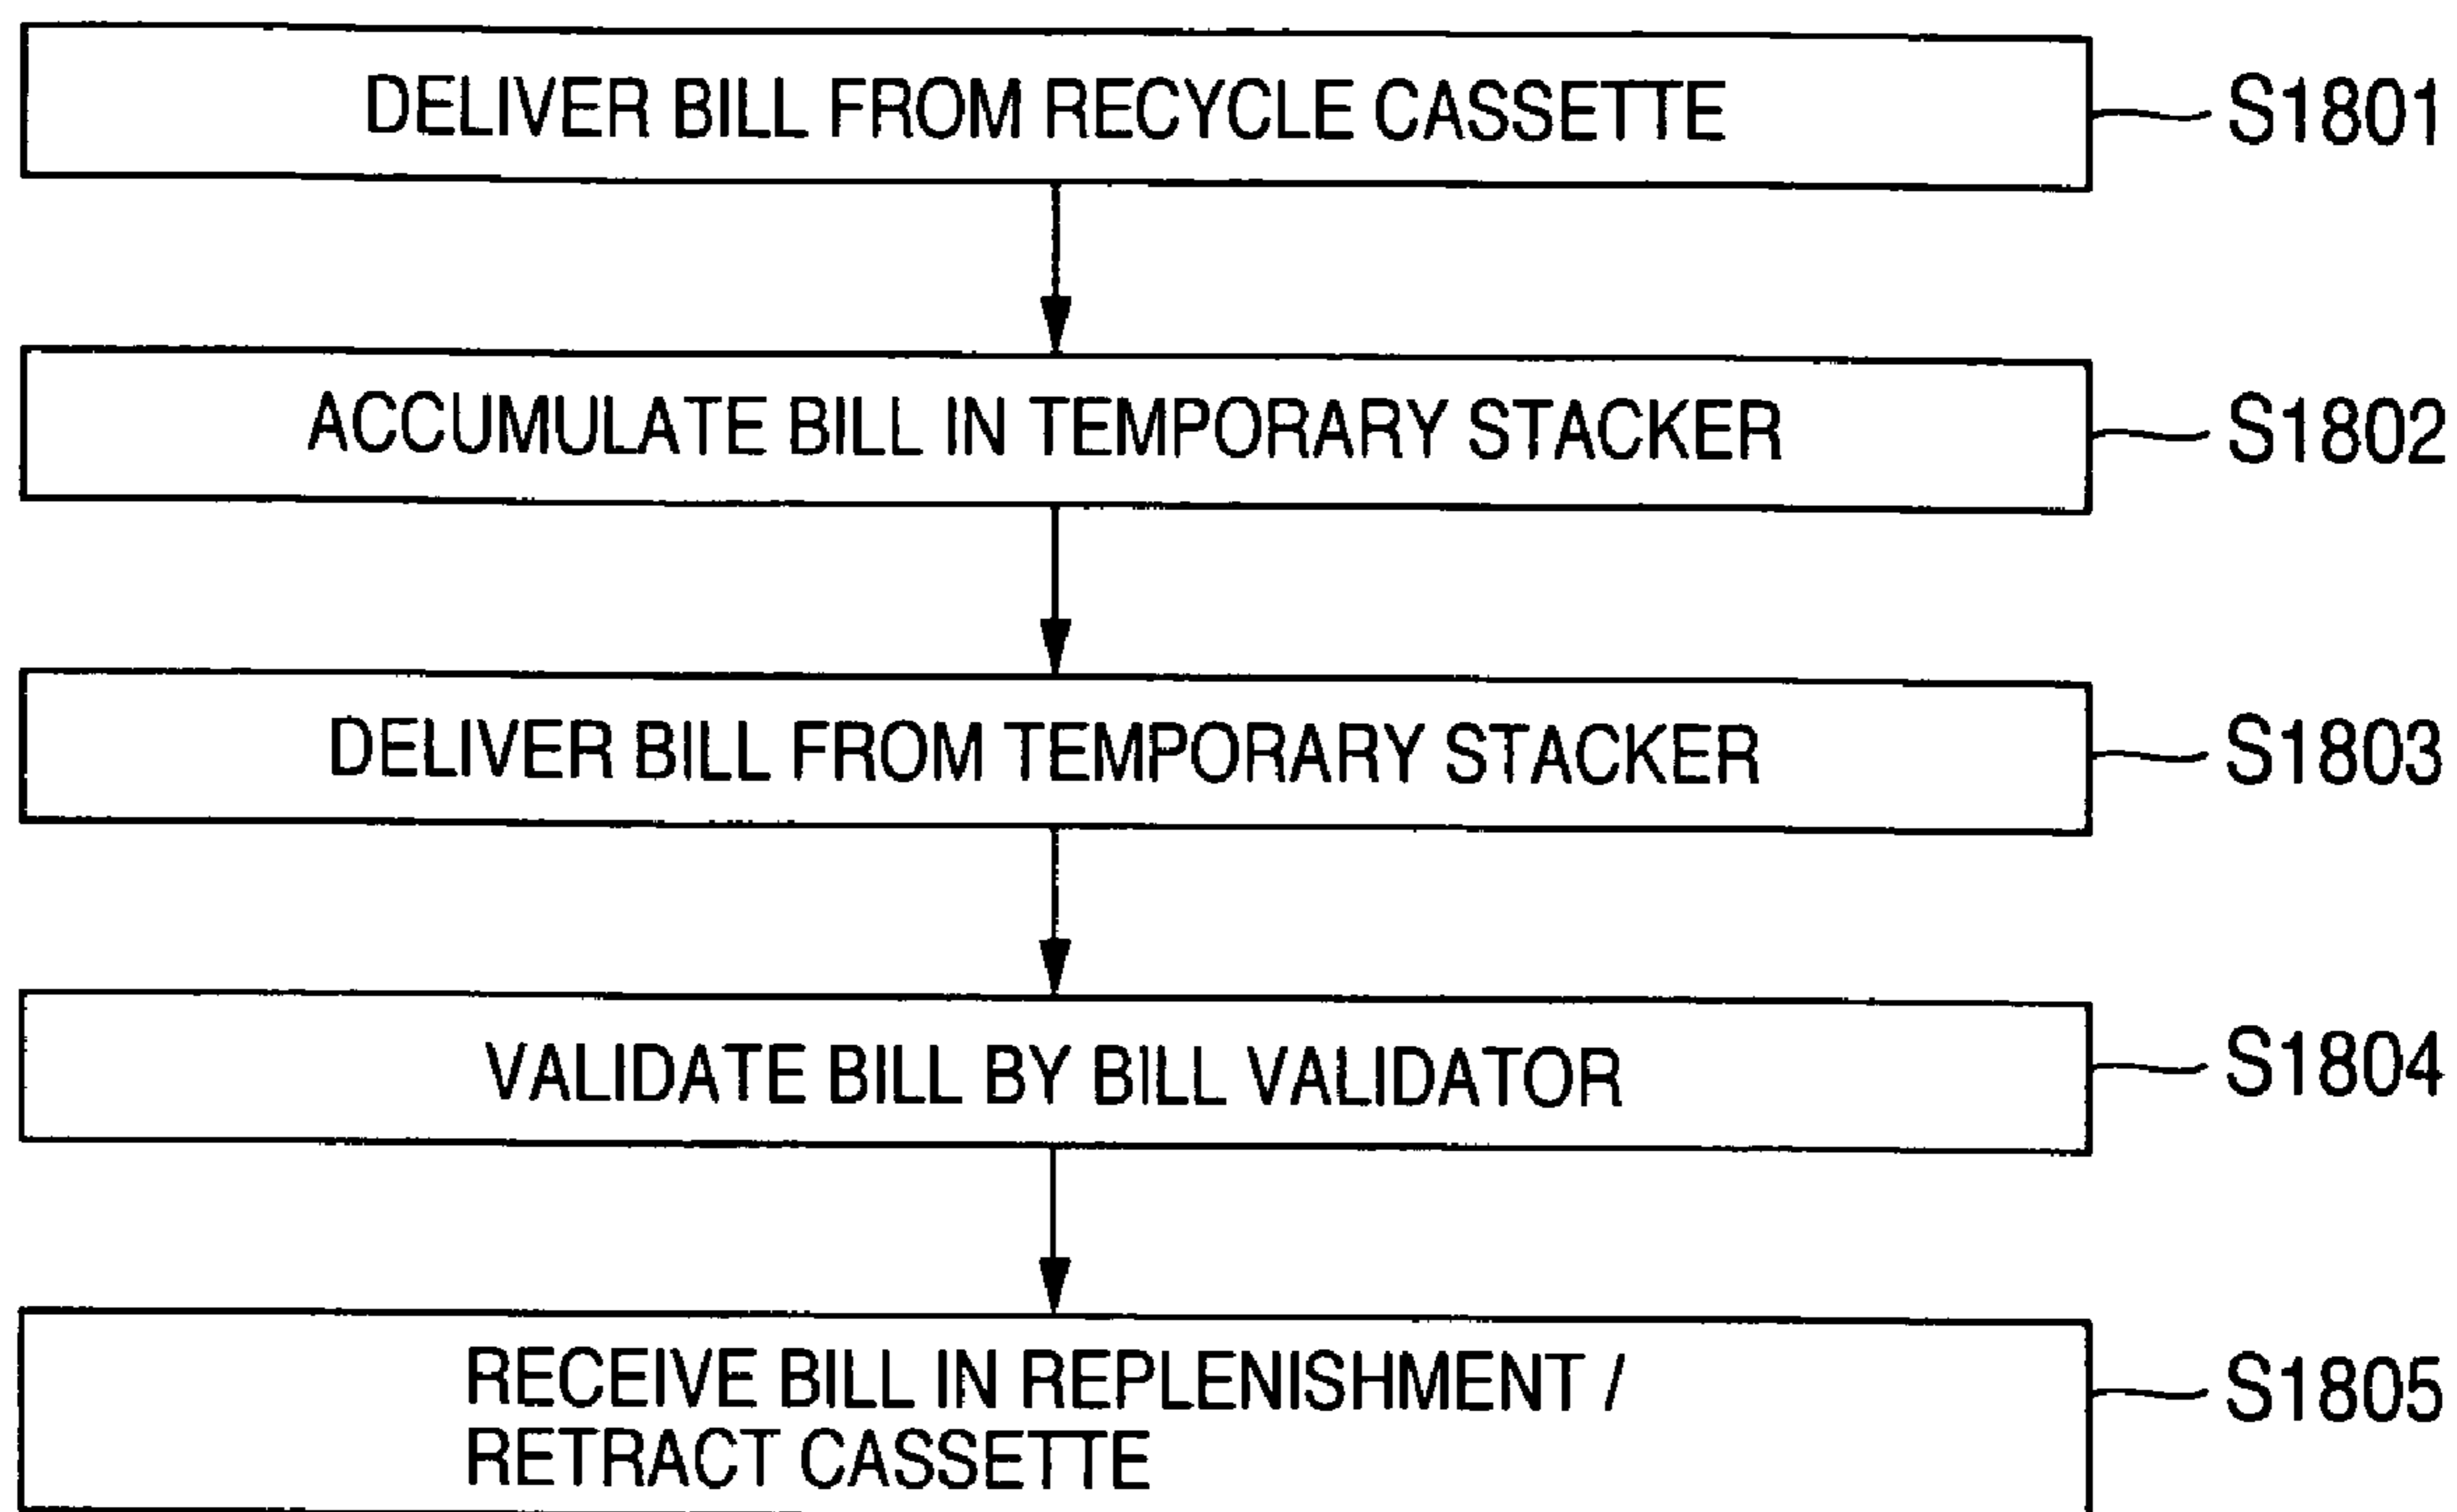 DELIVER BILL FROM RECYCLE CASSETTE
S1801
ACCUMULATE BILL IN TEMPORARY STACKER
S1802
DELIVER BILL FROM TEMPORARY STACKER
S1803
VALIDATE BILL BY BILL VALIDATOR
S1804
RECEIVE BILL IN REPLENISHMENT /
RETRACT CASSETTE
S1805